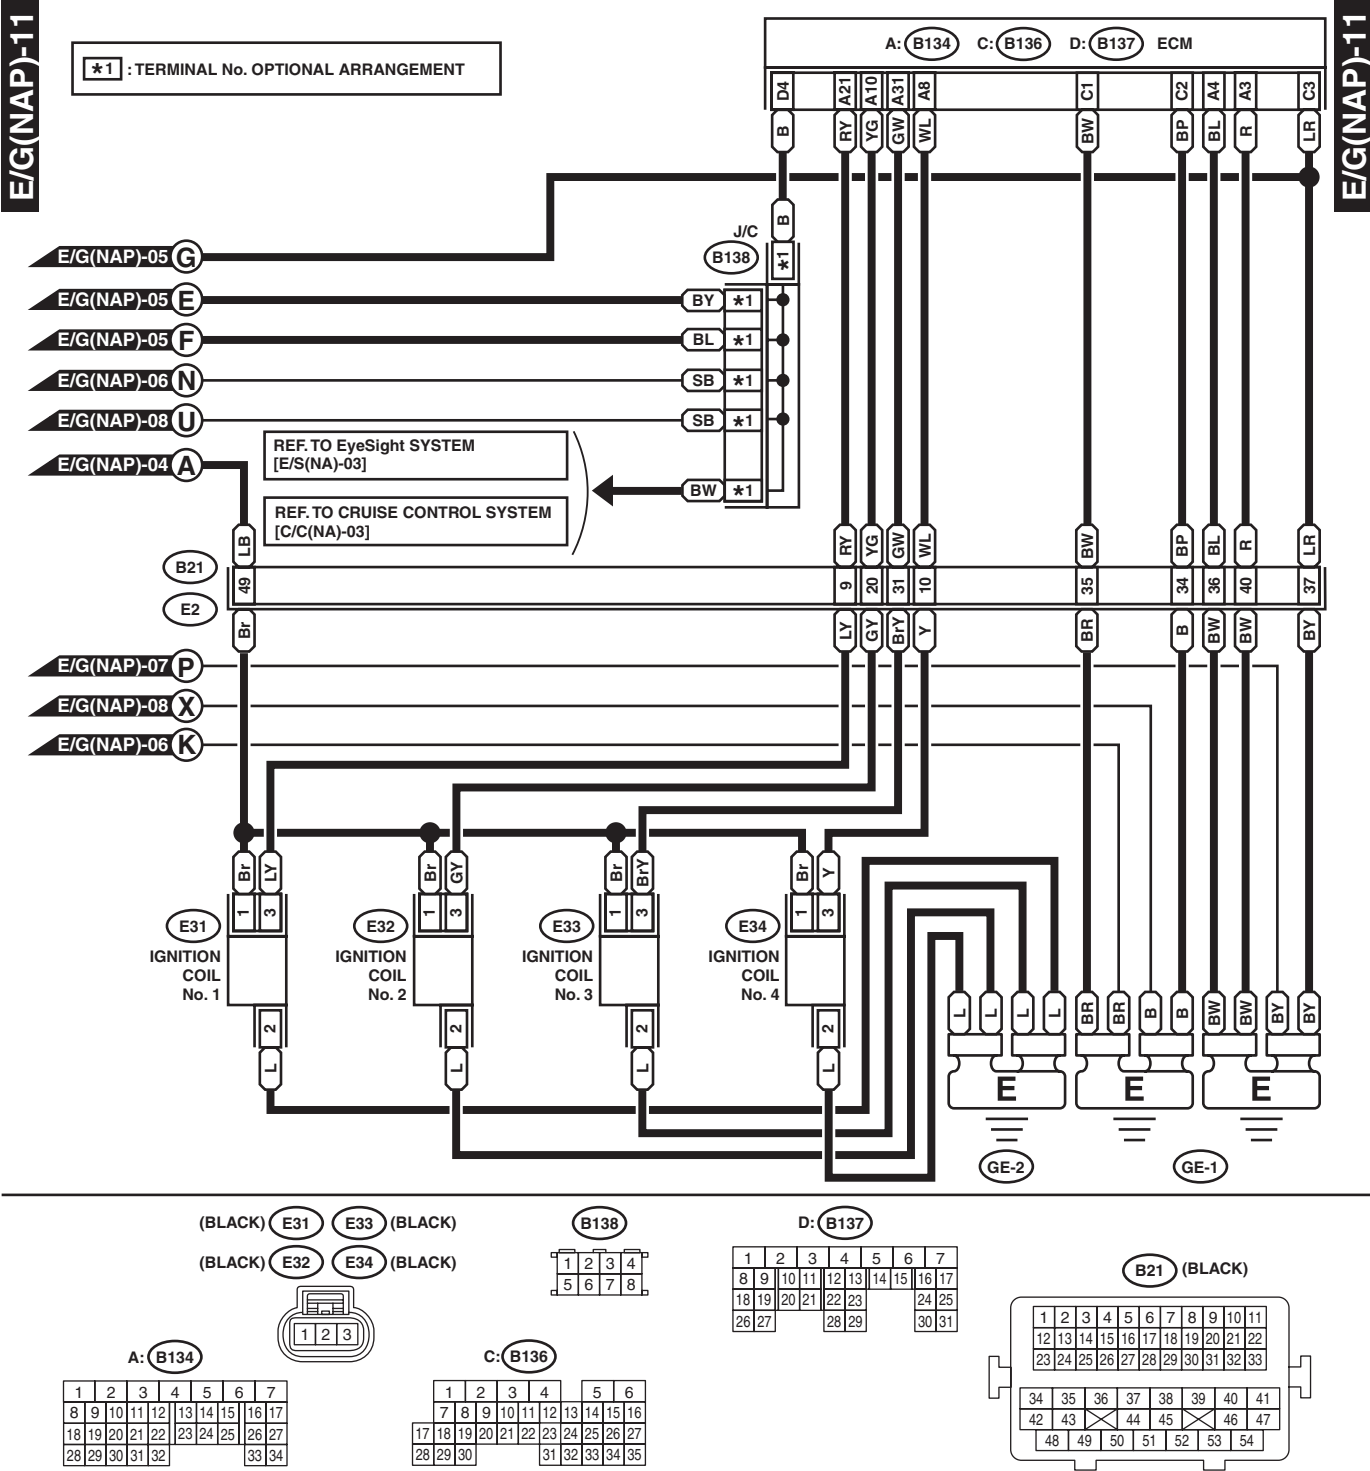 E/G(NAP)-11
E/G(NAP)-11
*1 : TERMINAL No. OPTIONAL ARRANGEMENT
A: B134 C: B136 D: B137 ECM
D4 A21 A10 A31 A8 C1 C2 A4 A3 C3
B RY YG GW WL BW BP BL R LR
B
J/C
B138
*1
E/G(NAP)-05 G
E/G(NAP)-05 E BY *1
E/G(NAP)-05 F BL *1
E/G(NAP)-06 N SB *1
E/G(NAP)-08 U SB *1
REF. TO EyeSight SYSTEM
[E/S(NA)-03]
E/G(NAP)-04 A
BW *1
REF. TO CRUISE CONTROL SYSTEM
[C/C(NA)-03]
LB RY YG GW WL BW BP BL R LR
B21
49 9 20 31 10 35 34 36 40 37
E2
Br LY GY BrY Y BR B BW BW BY
E/G(NAP)-07 P
E/G(NAP)-08 X
E/G(NAP)-06 K
Br LY Br GY Br BrY Br Y
1 3 1 3 1 3 1 3
E31 E32 E33 E34
IGNITION IGNITION IGNITION IGNITION
COIL COIL COIL COIL
No. 1 No. 2 No. 3 No. 4
L L L L BR BR B B BW BW BY BY
2 2 2 2
L L L L
E E E
GE-2 GE-1
(BLACK) E31 E33 (BLACK)
(BLACK) E32 E34 (BLACK)
1 2 3
B138
1 2 3 4
5 6 7 8
D: B137
1 2 3 4 5 6 7
8 9 10 11 12 13 14 15 16 17
18 19 20 21 22 23 24 25
26 27 28 29 30 31
B21 (BLACK)
1 2 3 4 5 6 7 8 9 10 11
12 13 14 15 16 17 18 19 20 21 22
23 24 25 26 27 28 29 30 31 32 33
34 35 36 37 38 39 40 41
42 43 44 45 46 47
48 49 50 51 52 53 54
A: B134
1 2 3 4 5 6 7
8 9 10 11 12 13 14 15 16 17
18 19 20 21 22 23 24 25 26 27
28 29 30 31 32 33 34
C: B136
1 2 3 4 5 6
7 8 9 10 11 12 13 14 15 16
17 18 19 20 21 22 23 24 25 26 27
28 29 30 31 32 33 34 35